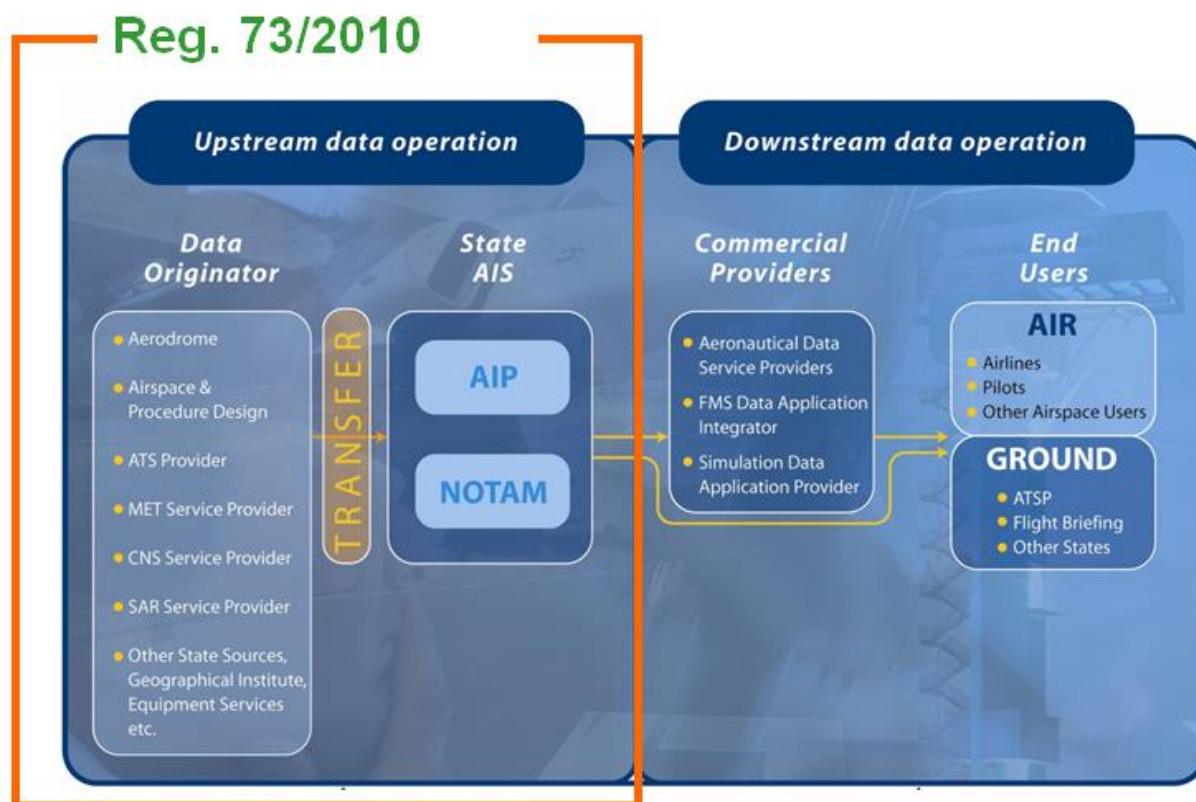 Reg. 73/2010
Upstream data operation
Downstream data operation
Data
Originator
State
AIS
Commercial
Providers
End
Users
Aerodrome
Airspace &
Procedure Design
ATS Provider
MET Service Provider
CNS Service Provider
SAR Service Provider
Other State Sources,
Geographical Institute,
Equipment Services
etc.
TRANSFER
AIP
NOTAM
Aeronautical Data
Service Providers
FMS Data Application
Integrator
Simulation Data
Application Provider
AIR
Airlines
Pilots
Other Airspace Users
GROUND
ATSP
Flight Briefing
Other States